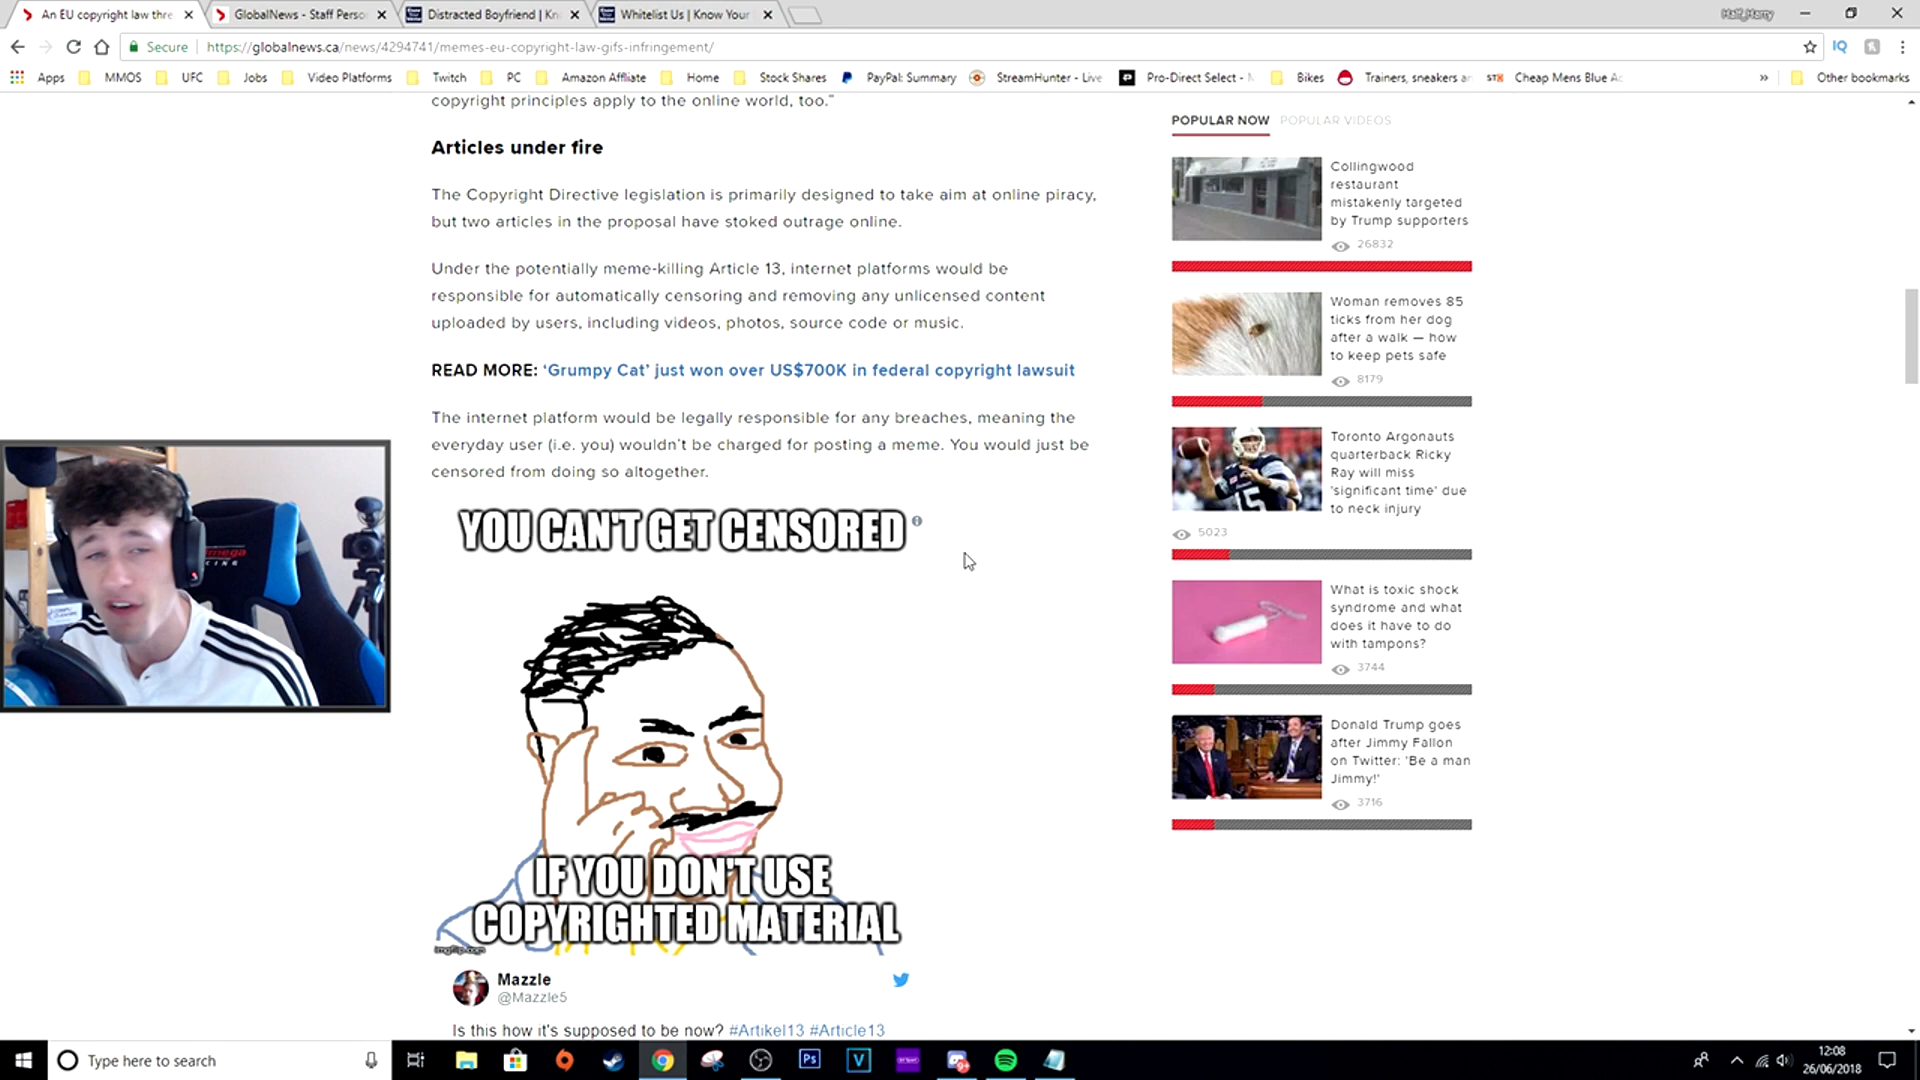 An EU copyright law thre
GlobalNews - Staff Perso
Distracted Boyfriend | Kn
Whitelist Us | Know Your
Half_Harry
Secure
https://globalnews.ca/news/4294741/memes-eu-copyright-law-gifs-infringement/
IQ
Apps
MMOS
UFC
Jobs
Video Platforms
Twitch
PC
Amazon Affliate
Home
Stock Shares
PayPal: Summary
StreamHunter - Live
Pro-Direct Select -
Bikes
Trainers, sneakers a
Cheap Mens Blue A
Other bookmarks
copyright principles apply to the online world, too."
Articles under fire
The Copyright Directive legislation is primarily designed to take aim at online piracy,
but two articles in the proposal have stoked outrage online.
Under the potentially meme-killing Article 13, internet platforms would be
responsible for automatically censoring and removing any unlicensed content
uploaded by users, including videos, photos, source code or music.
READ MORE: ‘Grumpy Cat’ just won over US$700K in federal copyright lawsuit
The internet platform would be legally responsible for any breaches, meaning the
everyday user (i.e. you) wouldn’t be charged for posting a meme. You would just be
censored from doing so altogether.
YOU CAN'T GET CENSORED
IF YOU DON'T USE
COPYRIGHTED MATERIAL
imgflip.com
Mazzle
@Mazzle5
Is this how it's supposed to be now? #Artikel13 #Article13
POPULAR NOW
POPULAR VIDEOS
Collingwood
restaurant
mistakenly targeted
by Trump supporters
26832
Woman removes 85
ticks from her dog
after a walk — how
to keep pets safe
8179
Toronto Argonauts
quarterback Ricky
Ray will miss
'significant time' due
to neck injury
5023
15
What is toxic shock
syndrome and what
does it have to do
with tampons?
3744
Donald Trump goes
after Jimmy Fallon
on Twitter: 'Be a man
Jimmy!'
3716
Type here to search
Ps
V
12:08
26/06/2018